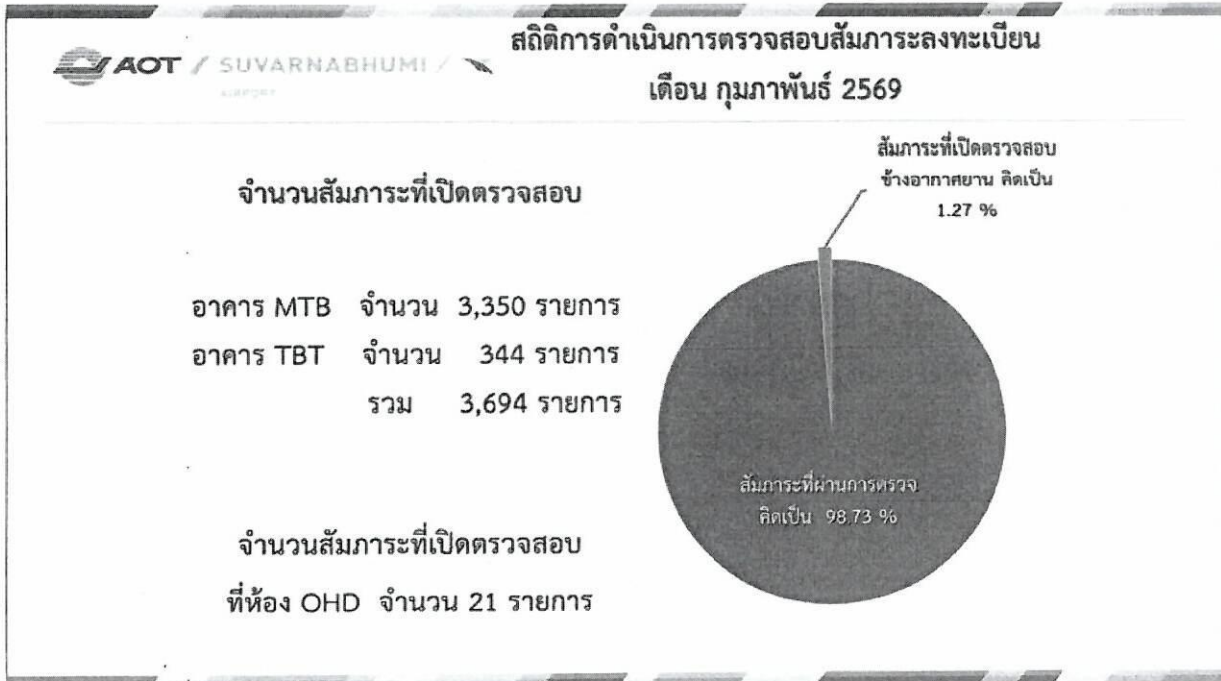 สถิติการดำเนินการตรวจสอบสัมภาระลงทะเบียน
เดือน กุมภาพันธ์ 2569
AOT / SUVARNABHUMI /
AIRPORT
จำนวนสัมภาระที่เปิดตรวจสอบ
อาคาร MTB จำนวน 3,350 รายการ
อาคาร TBT จำนวน 344 รายการ
รวม 3,694 รายการ
จำนวนสัมภาระที่เปิดตรวจสอบ
ที่ห้อง OHD จำนวน 21 รายการ
สัมภาระที่เปิดตรวจสอบ
ข้างอากาศยาน คิดเป็น
1.27 %
สัมภาระที่ผ่านการตรวจ
คิดเป็น 98.73 %